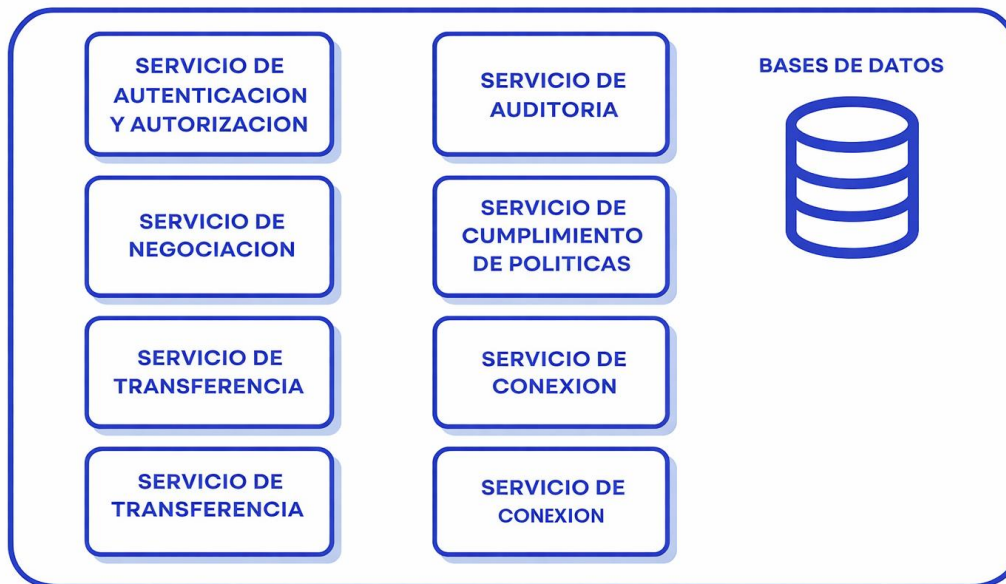 SERVICIO DE
AUTENTICACION
Y AUTORIZACION
SERVICIO DE
AUDITORIA
BASES DE DATOS
SERVICIO DE
NEGOCIACION
SERVICIO DE
CUMPLIMIENTO
DE POLITICAS
SERVICIO DE
TRANSFERENCIA
SERVICIO DE
CONEXION
SERVICIO DE
TRANSFERENCIA
SERVICIO DE
CONEXION